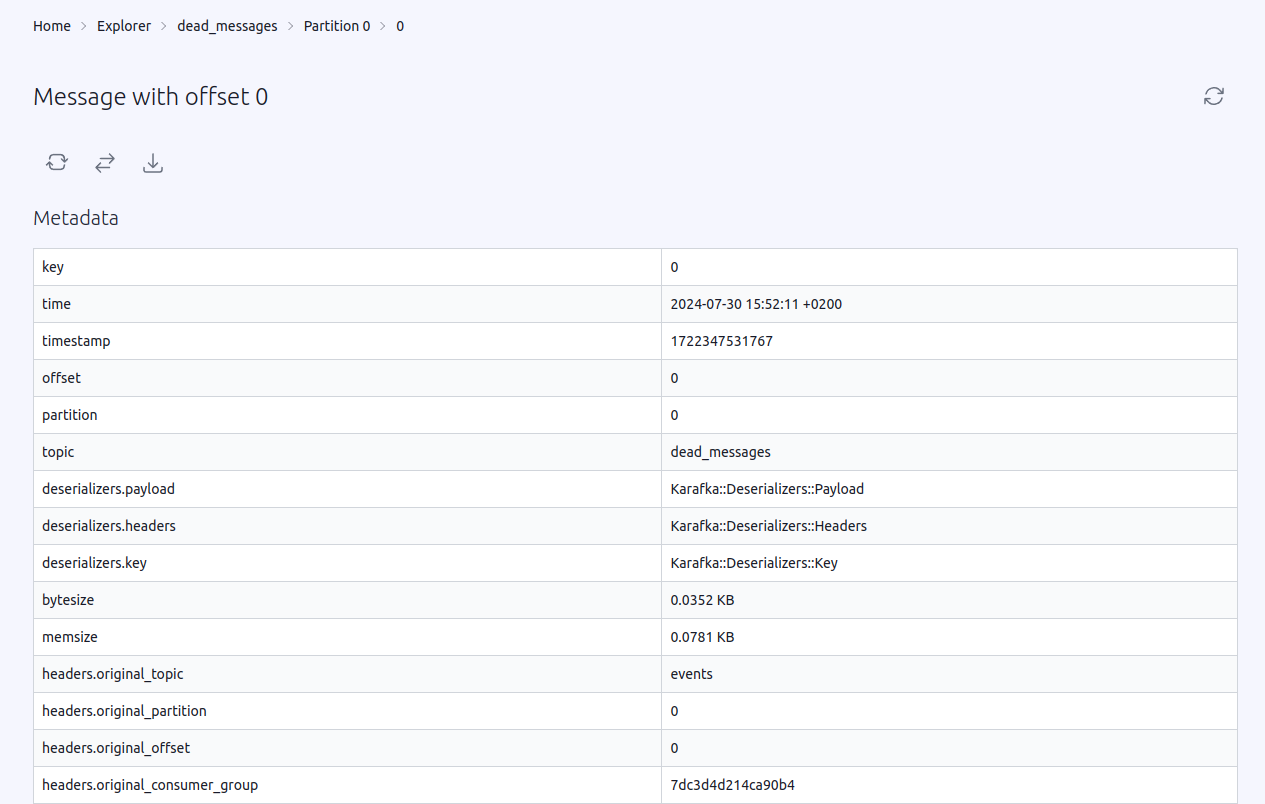 Home > Explorer > dead_messages > Partition 0 > 0
Message with offset 0
Metadata
key 0
time 2024-07-30 15:52:11 +0200
timestamp 1722347531767
offset 0
partition 0
topic dead_messages
deserializers.payload Karafka::Deserializers::Payload
deserializers.headers Karafka::Deserializers::Headers
deserializers.key Karafka::Deserializers::Key
bytesize 0.0352 KB
memsize 0.0781 KB
headers.original_topic events
headers.original_partition 0
headers.original_offset 0
headers.original_consumer_group 7dc3d4d214ca90b4